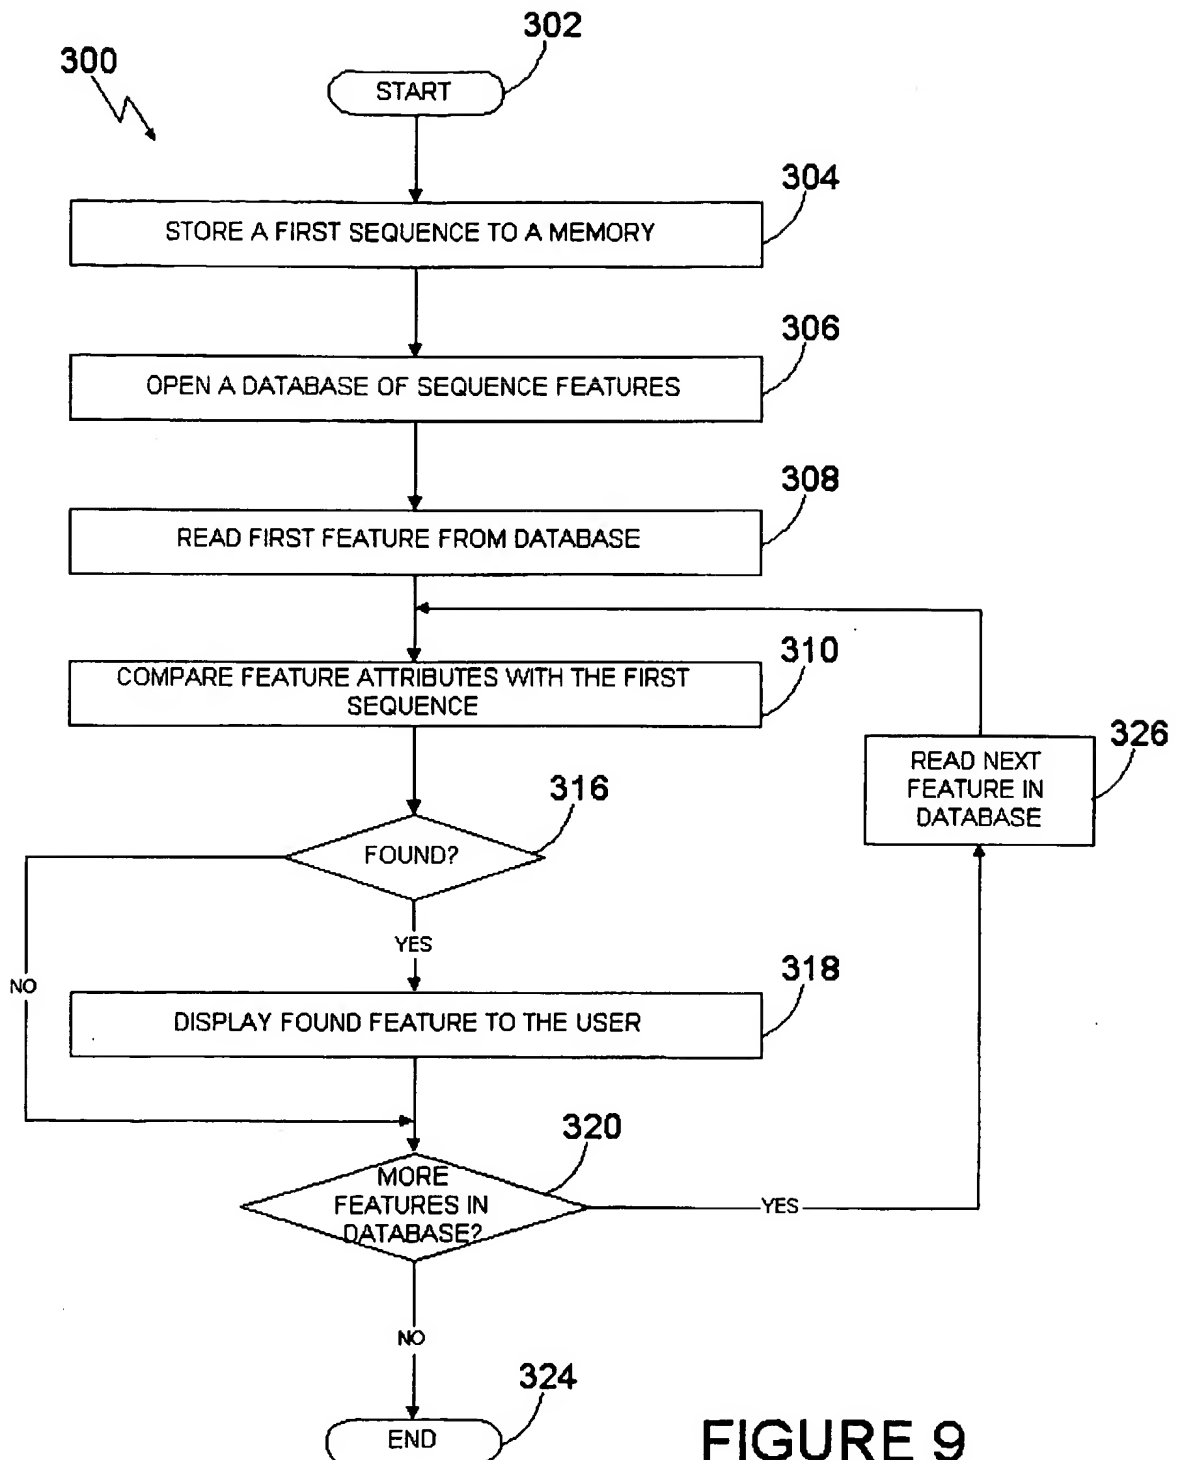 302
300
START
304
STORE A FIRST SEQUENCE TO A MEMORY
306
OPEN A DATABASE OF SEQUENCE FEATURES
308
READ FIRST FEATURE FROM DATABASE
310
COMPARE FEATURE ATTRIBUTES WITH THE FIRST
SEQUENCE
326
READ NEXT
FEATURE IN
DATABASE
316
FOUND?
YES
NO
318
DISPLAY FOUND FEATURE TO THE USER
320
MORE
FEATURES IN
DATABASE?
YES
NO
324
END
FIGURE 9